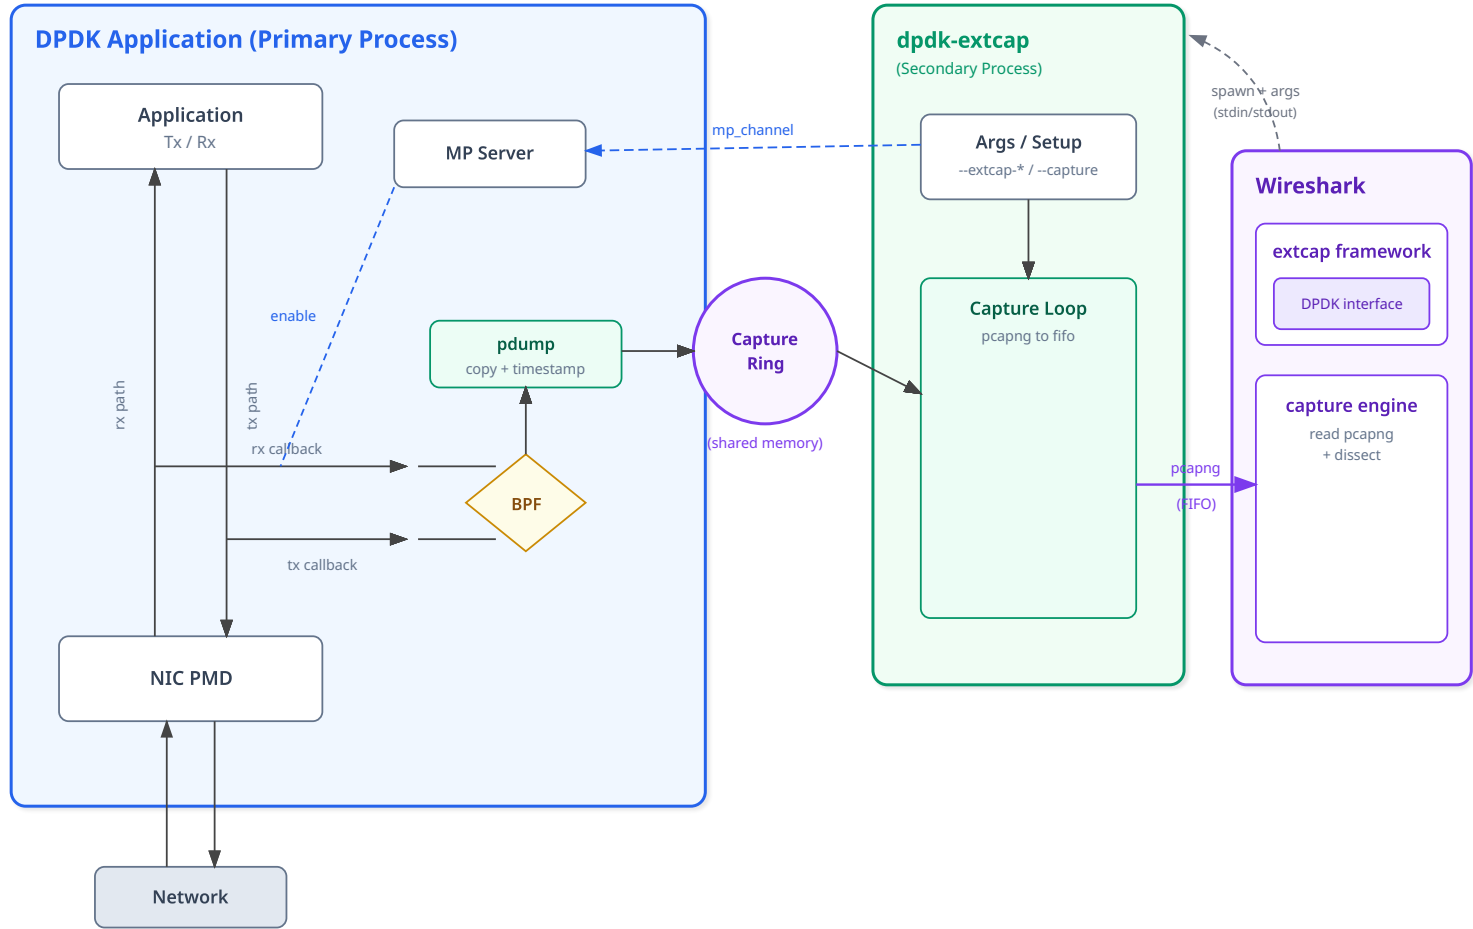 DPDK Application (Primary Process)
Application
Tx / Rx
MP Server
enable
pdump
copy + timestamp
rx path
tx path
rx callback
BPF
tx callback
NIC PMD
Network
mp_channel
Capture
Ring
(shared memory)
dpdk-extcap
(Secondary Process)
Args / Setup
--extcap-* / --capture
Capture Loop
pcapng to fifo
spawn + args
(stdin/stdout)
pcapng
(FIFO)
Wireshark
extcap framework
DPDK interface
capture engine
read pcapng
+ dissect